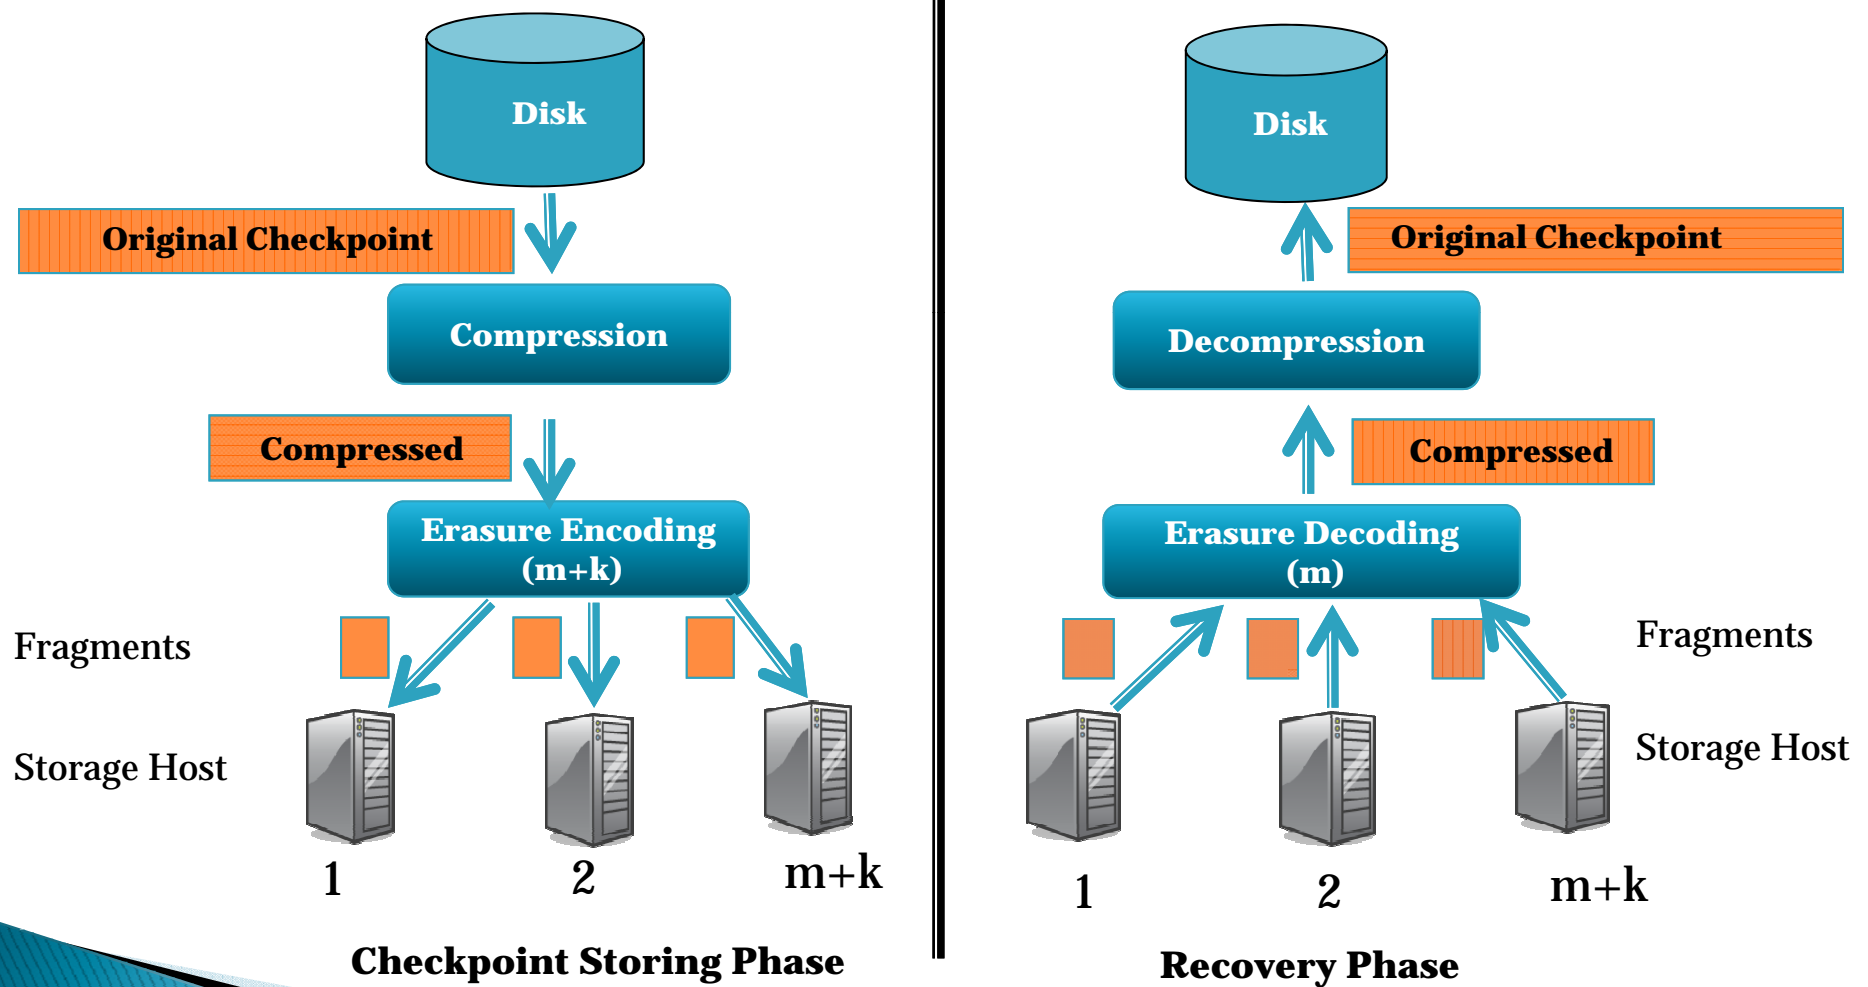 Disk
Original Checkpoint
Compression
Compressed
Erasure Encoding
(m+k)
Fragments
Storage Host
1
2
m+k
Checkpoint Storing Phase
Disk
Original Checkpoint
Decompression
Compressed
Erasure Decoding
(m)
Fragments
Storage Host
1
2
m+k
Recovery Phase